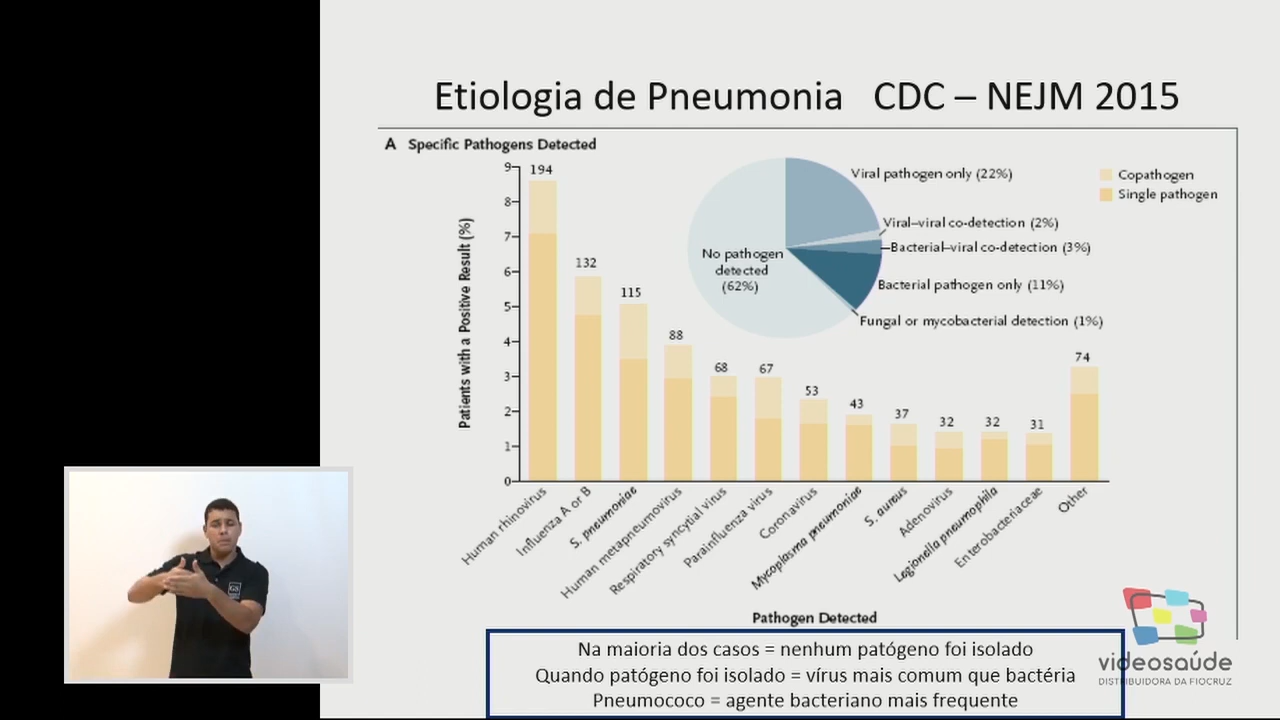 Etiologia de Pneumonia CDC – NEJM 2015
A Specific Pathogens Detected
Patients with a Positive Result (%)
9
8
7
6
5
4
3
2
1
0
194
132
115
88
68
67
53
43
37
32
32
31
74
Human rhinovirus
Influenza A or B
S. pneumoniae
Human metapneumovirus
Respiratory syncytial virus
Parainfluenza virus
Coronavirus
Mycoplasma pneumoniae
S. aureus
Adenovirus
Legionella pneumophila
Enterobacteriaceae
Other
Pathogen Detected
No pathogen
detected
(62%)
Viral pathogen only (22%)
Viral–viral co-detection (2%)
Bacterial–viral co-detection (3%)
Bacterial pathogen only (11%)
Fungal or mycobacterial detection (1%)
Copathogen
Single pathogen
Na maioria dos casos = nenhum patógeno foi isolado
Quando patógeno foi isolado = vírus mais comum que bactéria
Pneumococo = agente bacteriano mais frequente
videosaúde
DISTRIBUIDORA DA FIOCRUZ
GS